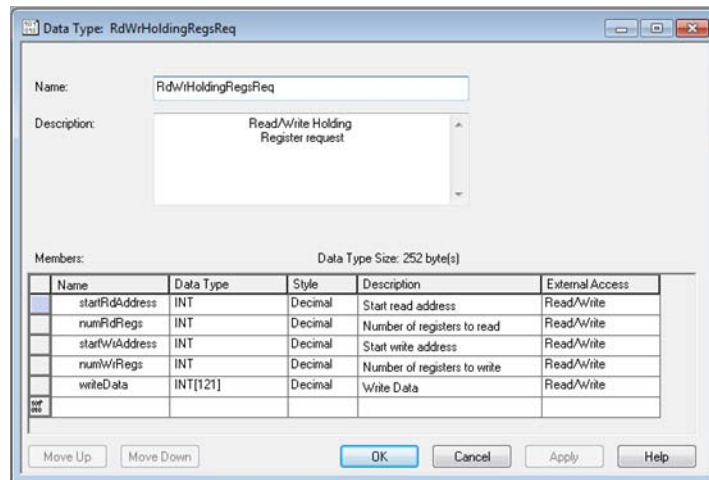 Data Type: RdWrHoldingRegsReq
Name: RdWrHoldingRegsReq
Description: Read/Write Holding
Register request
Members: Data Type Size: 252 byte(s)
Name Data Type Style Description External Access
startRdAddress INT Decimal Start read address Read/Write
numRdRegs INT Decimal Number of registers to read Read/Write
startWrAddress INT Decimal Start write address Read/Write
numWrRegs INT Decimal Number of registers to write Read/Write
writeData INT[121] Decimal Write Data Read/Write
Move Up Move Down OK Cancel Apply Help